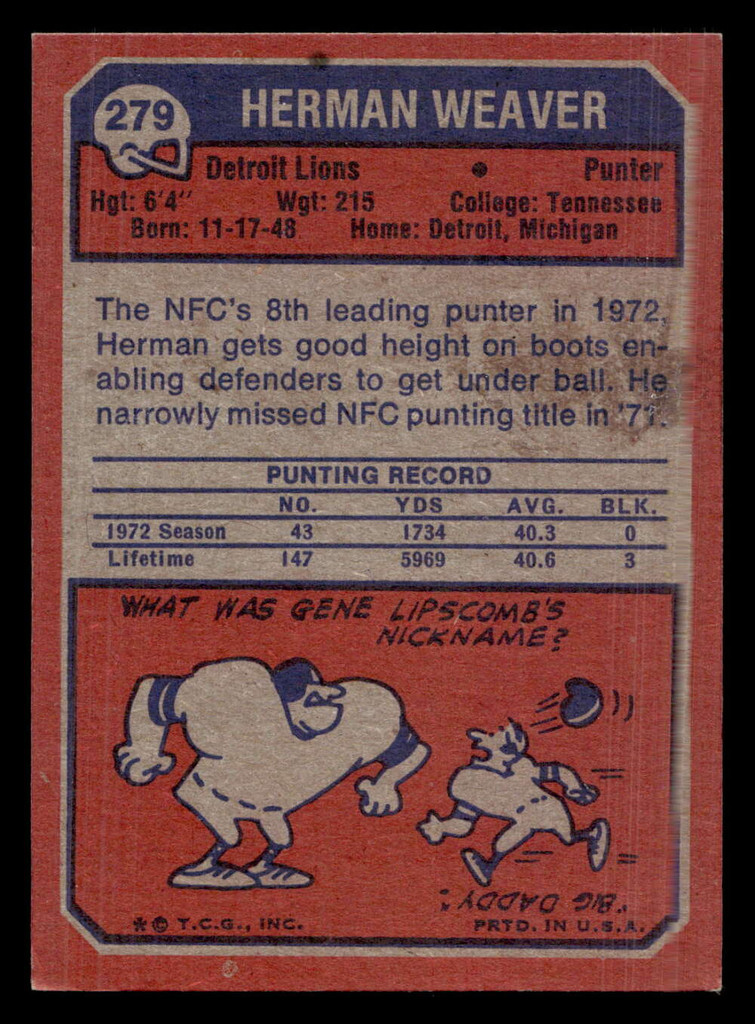 279
HERMAN WEAVER
Detroit Lions • Punter
Hgt: 6'4" Wgt: 215 College: Tennessee
Born: 11-17-48 Home: Detroit, Michigan
The NFC's 8th leading punter in 1972,
Herman gets good height on boots en-
abling defenders to get under ball. He
narrowly missed NFC punting title in '71.
PUNTING RECORD
NO. YDS AVG. BLK.
1972 Season 43 1734 40.3 0
Lifetime 147 5969 40.6 3
WHAT WAS GENE LIPSCOMB'S
NICKNAME?
"BIG DADDY".
* © T.C.G., INC. PRTD. IN U.S.A.